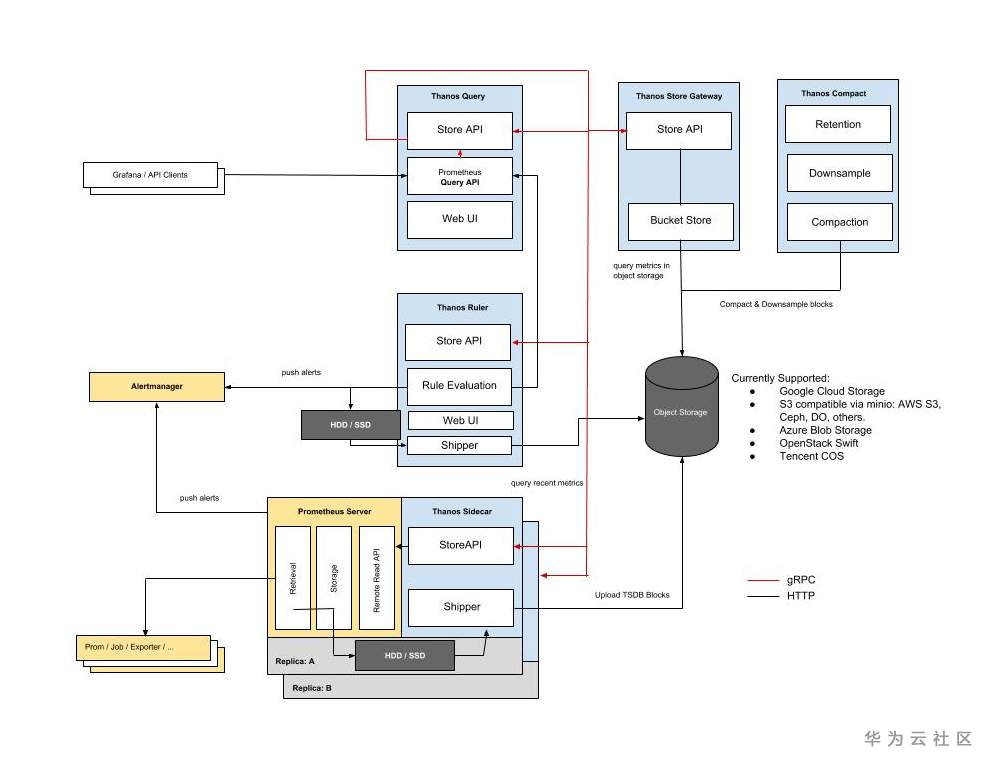 Thanos Query
Store API
Prometheus
Query API
Web UI
Thanos Store Gateway
Store API
Bucket Store
Thanos Compact
Retention
Downsample
Compaction
Grafana / API Clients
query metrics in
object storage
Compact & Downsample blocks
Thanos Ruler
Store API
Rule Evaluation
Web UI
Shipper
push alerts
Alertmanager
HDD / SSD
Object Storage
Currently Supported:
● Google Cloud Storage
● S3 compatible via minio: AWS S3,
Ceph, DO, others.
● Azure Blob Storage
● OpenStack Swift
● Tencent COS
query recent metrics
push alerts
Prometheus Server
Retrieval
Storage
Remote Read API
Thanos Sidecar
StoreAPI
Shipper
Upload TSDB Blocks
gRPC
HTTP
Prom / Job / Exporter / ...
HDD / SSD
Replica: A
Replica: B
华为云社区